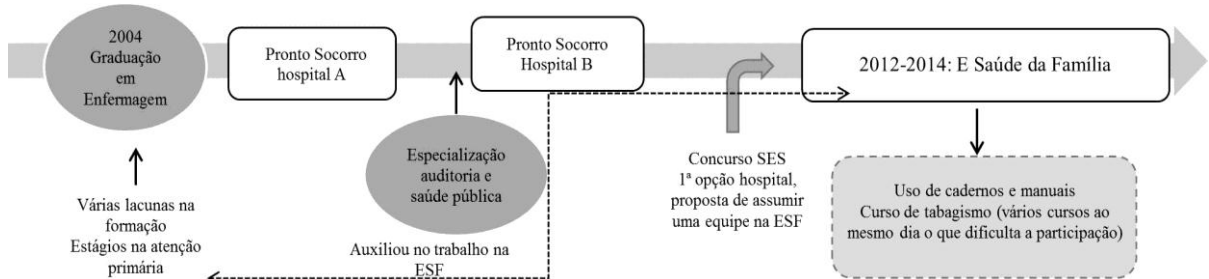 2004
Graduação
em
Enfermagem
Pronto Socorro
hospital A
Pronto Socorro
Hospital B
2012-2014: E Saúde da Família
Várias lacunas na
formação
Estágios na atenção
primária
Especialização
auditoria e
saúde pública
Auxiliou no trabalho na
ESF
Concurso SES
1ª opção hospital,
proposta de assumir
uma equipe na ESF
Uso de cadernos e manuais
Curso de tabagismo (vários cursos ao
mesmo dia o que dificulta a participação)